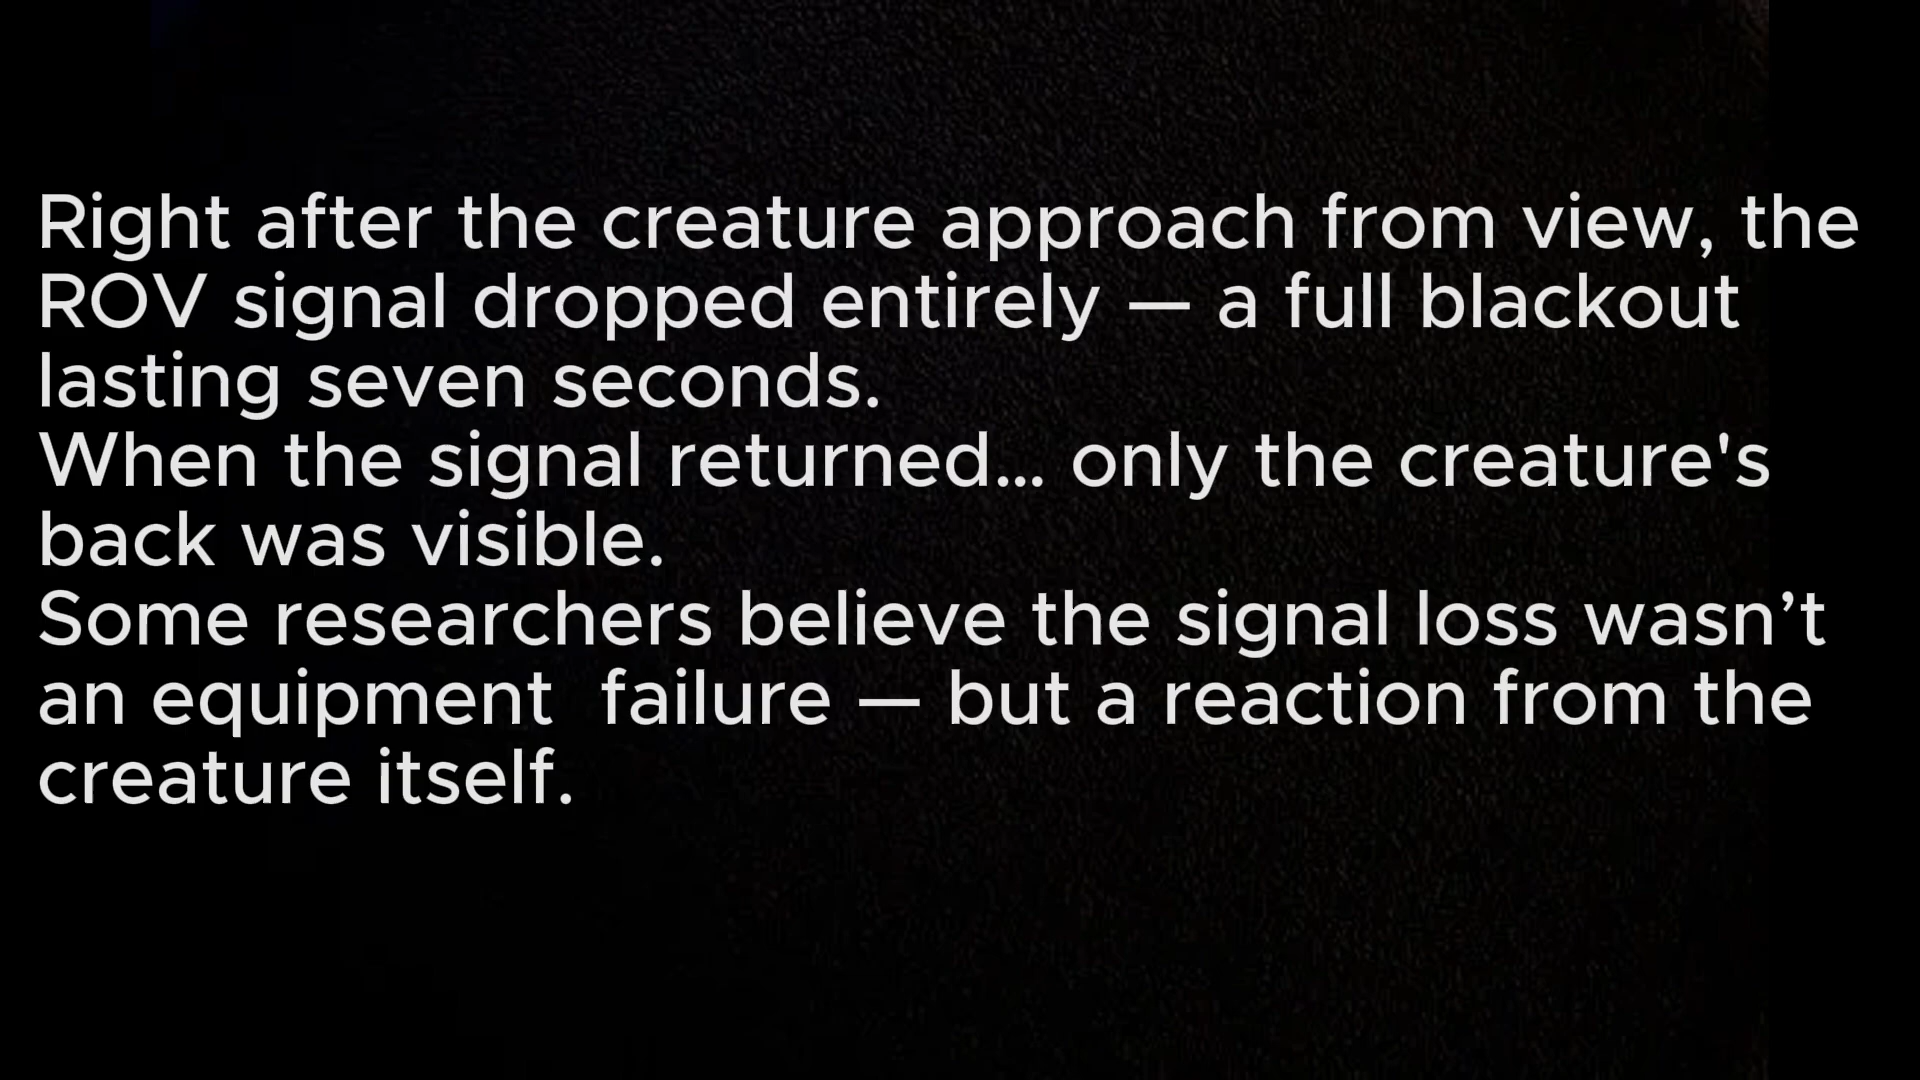 Right after the creature approach from view, the
ROV signal dropped entirely — a full blackout
lasting seven seconds.
When the signal returned... only the creature's
back was visible.
Some researchers believe the signal loss wasn’t
an equipment  failure — but a reaction from the
creature itself.